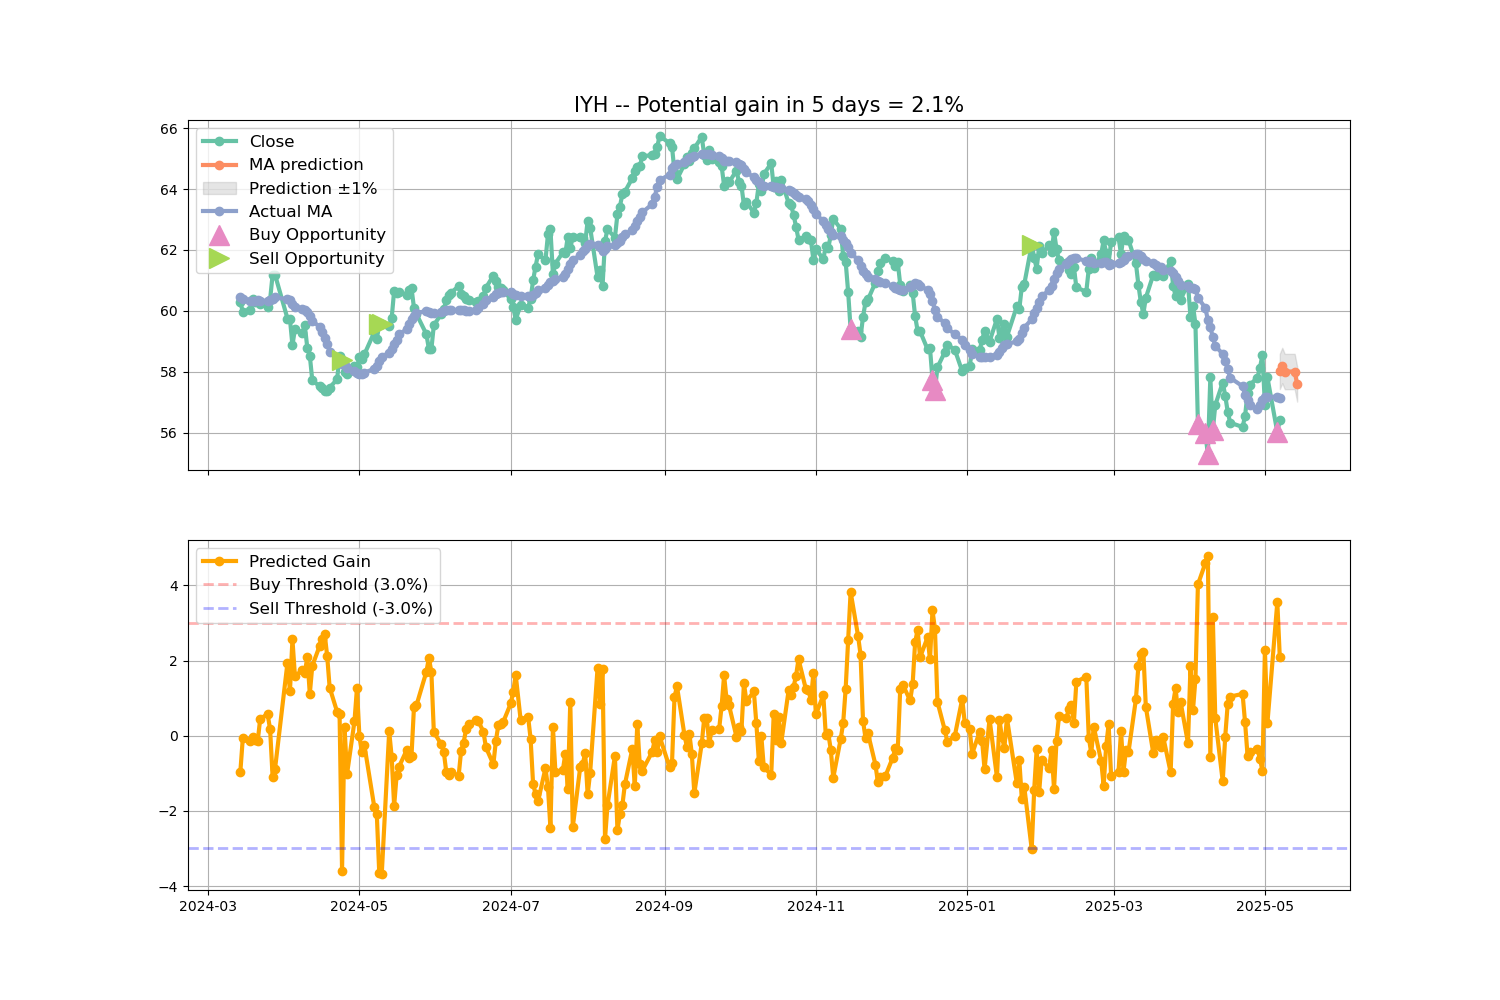 IYH -- Potential gain in 5 days = 2.1%
66
64
62
60
58
56
Close
MA prediction
Prediction ±1%
Actual MA
Buy Opportunity
Sell Opportunity
4
2
0
−2
−4
Predicted Gain
Buy Threshold (3.0%)
Sell Threshold (-3.0%)
2024-03
2024-05
2024-07
2024-09
2024-11
2025-01
2025-03
2025-05